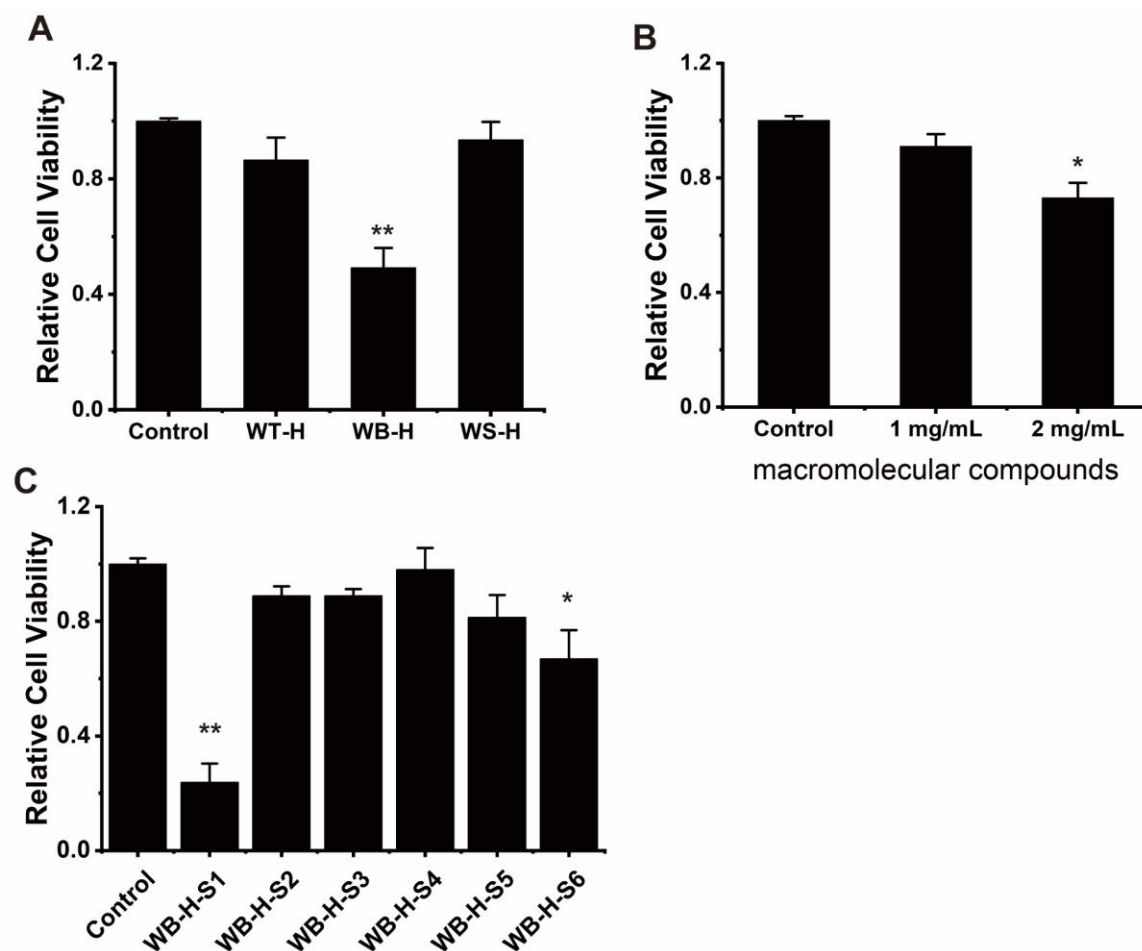 A
Relative Cell Viability
1.2
0.8
0.4
0.0
Control WT-H WB-H WS-H
**
B
Relative Cell Viability
1.2
0.8
0.4
0.0
*
Control 1 mg/mL 2 mg/mL
macromolecular compounds
C
Relative Cell Viability
1.2
0.8
0.4
0.0
**
*
Control WB-H-S1 WB-H-S2 WB-H-S3 WB-H-S4 WB-H-S5 WB-H-S6